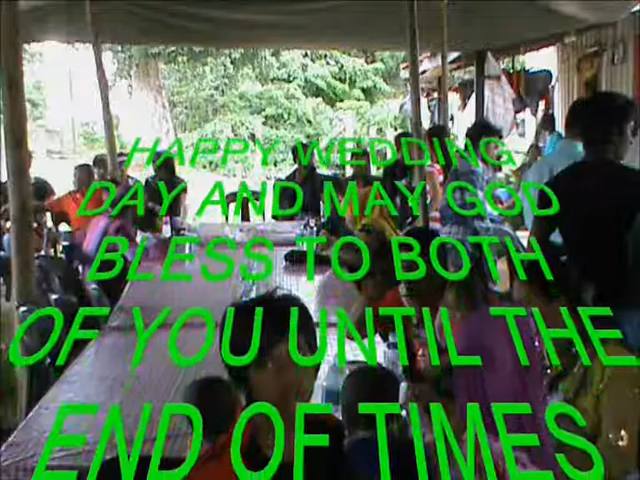 HAPPY WEDDING
DAY AND MAY GOD
BLESS TO BOTH
OF YOU UNTIL THE
END OF TIMES